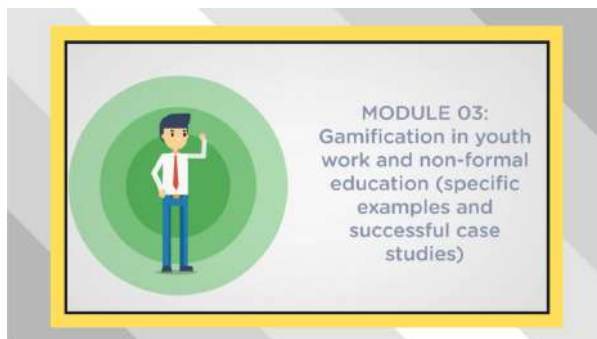 MODULE 03:
Gamification in youth
work and non-formal
education (specific
examples and
successful case
studies)